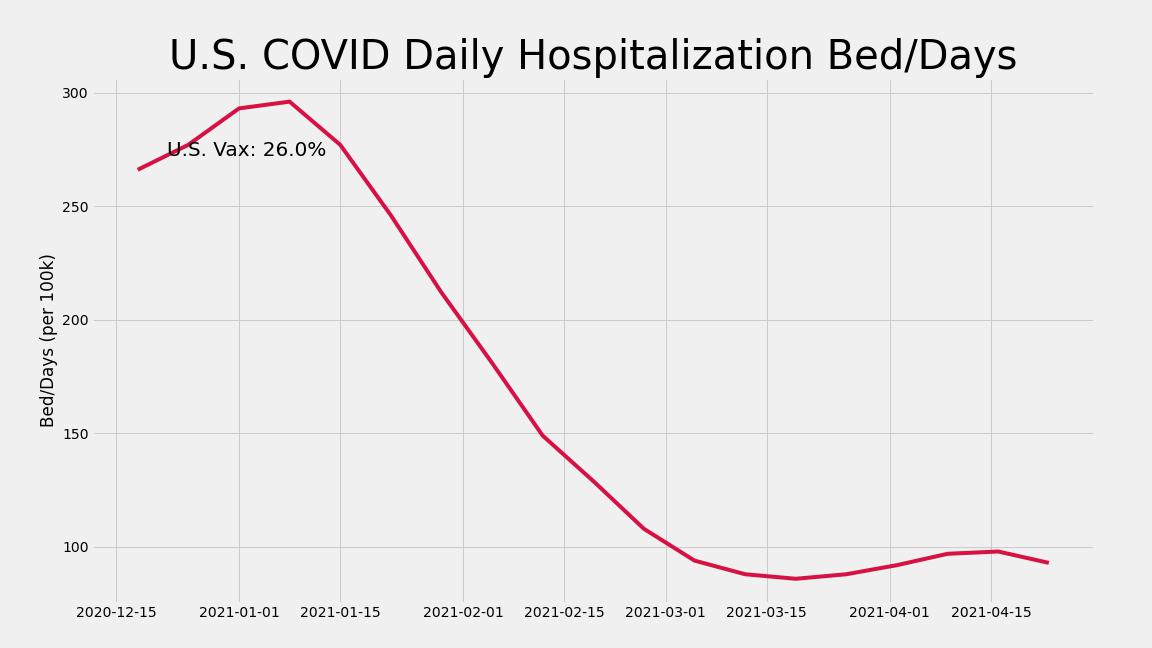 U.S. COVID Daily Hospitalization Bed/Days
300
U.S. Vax: 26.0%
250
200
150
100
Bed/Days (per 100k)
2020-12-15 2021-01-01 2021-01-15 2021-02-01 2021-02-15 2021-03-01 2021-03-15 2021-04-01 2021-04-15